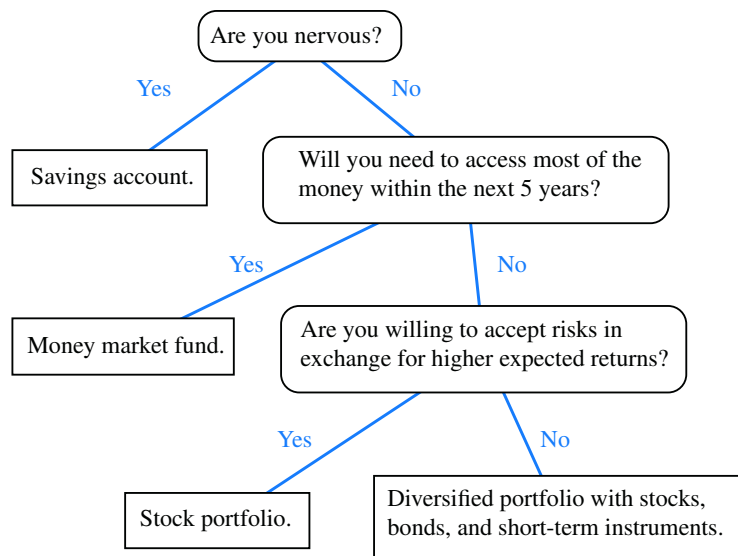 Are you nervous?
Yes
No
Savings account.
Will you need to access most of the
money within the next 5 years?
Yes
No
Money market fund.
Are you willing to accept risks in
exchange for higher expected returns?
Yes
No
Stock portfolio.
Diversified portfolio with stocks,
bonds, and short-term instruments.